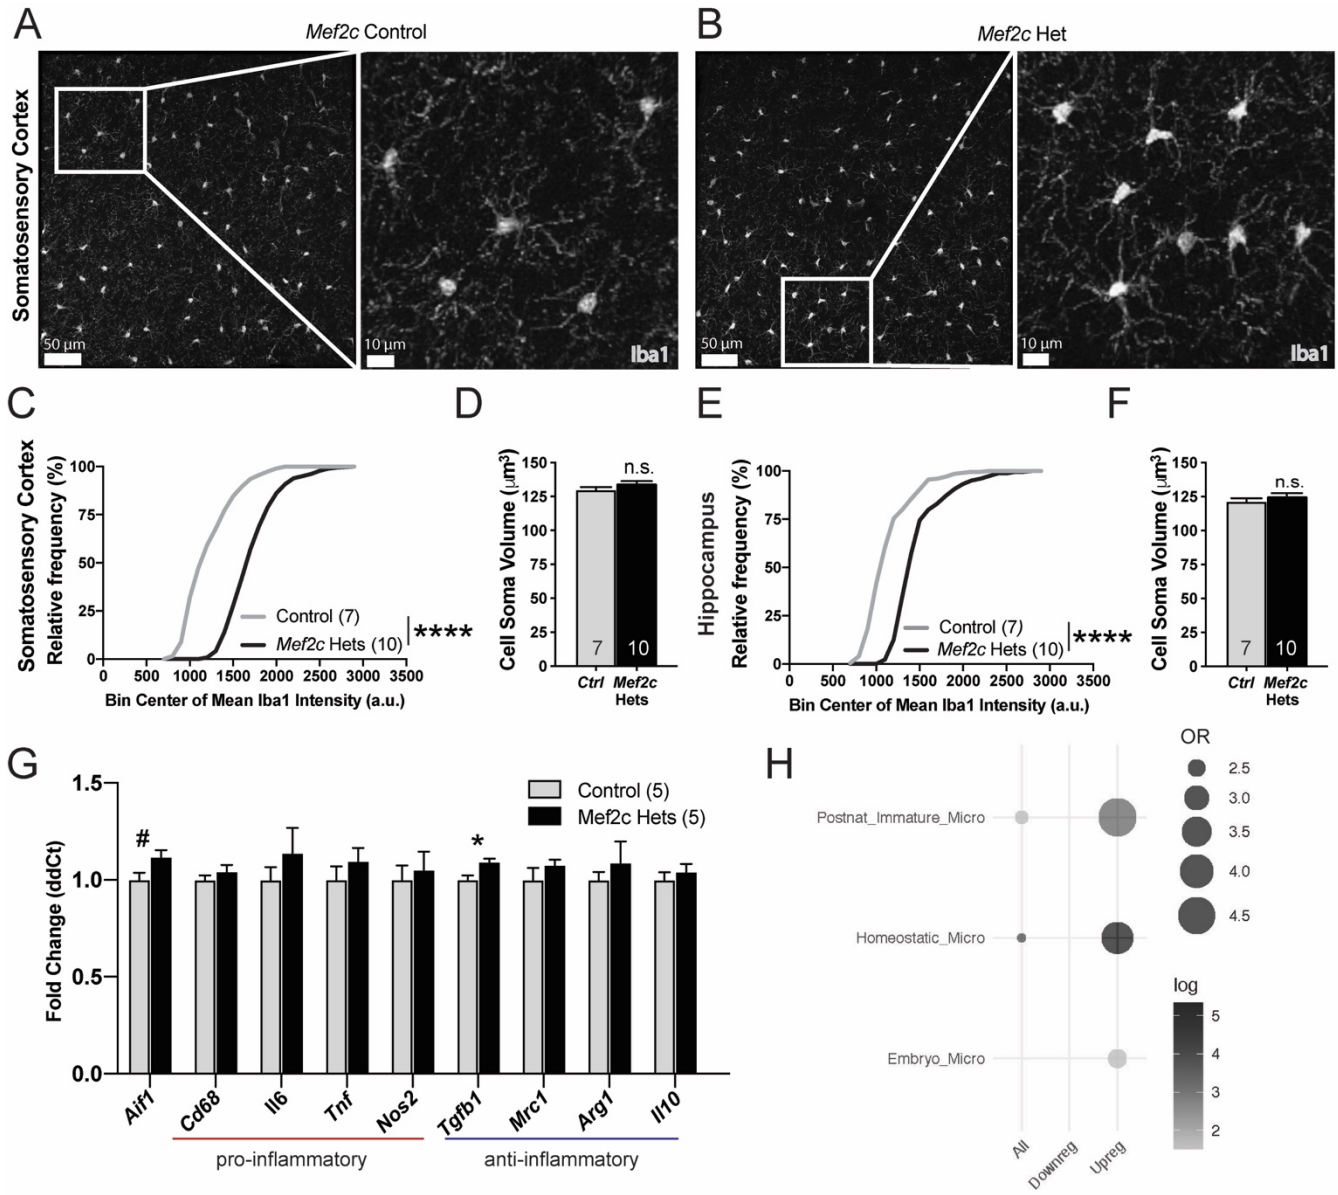 A
Mef2c Control
B
Mef2c Het
Somatosensory Cortex
50 μm
10 μm
Iba1
50 μm
10 μm
Iba1
C
D
E
F
Somatosensory Cortex
Relative frequency (%)
100
75
50
25
0
Control (7)
Mef2c Hets (10)
****
0 500 1000 1500 2000 2500 3000 3500
Bin Center of Mean Iba1 Intensity (a.u.)
Cell Soma Volume (μm³)
150
125
100
75
50
25
0
n.s.
7 10
Ctrl Mef2c
Hets
Hippocampus
Relative frequency (%)
100
75
50
25
0
Control (7)
Mef2c Hets (10)
****
0 500 1000 1500 2000 2500 3000 3500
Bin Center of Mean Iba1 Intensity (a.u.)
Cell Soma Volume (μm³)
150
125
100
75
50
25
0
n.s.
7 10
Ctrl Mef2c
Hets
G
Fold Change (ddCt)
1.5
1.0
0.5
0.0
Control (5)
Mef2c Hets (5)
#
*
Aif1 Cd68 Il6 Tnf Nos2 Tgfb1 Mrc1 Arg1 Il10
pro-inflammatory anti-inflammatory
H
Postnat_Immature_Micro
Homeostatic_Micro
Embryo_Micro
All Downreg Upreg
OR
2.5
3.0
3.5
4.0
4.5
log
5
4
3
2